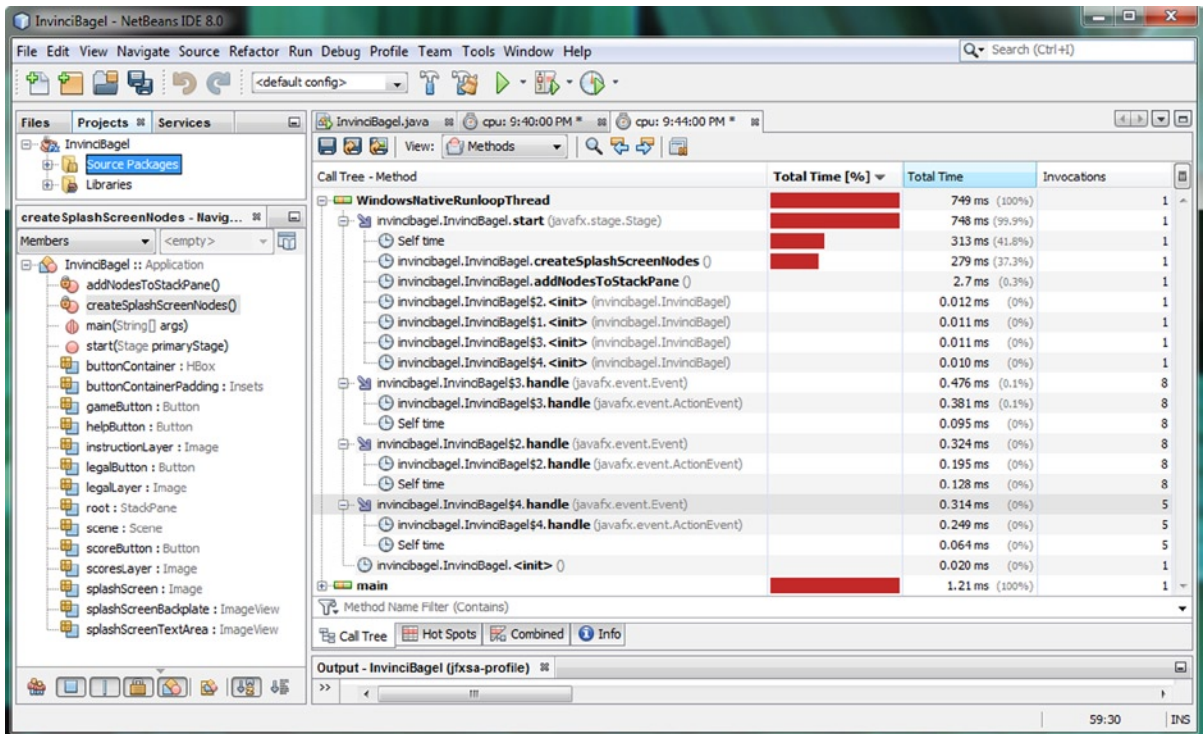 InvinciBagel - NetBeans IDE 8.0
File Edit View Navigate Source Refactor Run Debug Profile Team Tools Window Help
Search (Ctrl+I)
<default config>
Files Projects Services
InvinciBagel
Source Packages
Libraries
createSplashScreenNodes - Navig...
Members <empty>
InvinciBagel :: Application
addNodesToStackPane()
createSplashScreenNodes()
main(String[] args)
start(Stage primaryStage)
buttonContainer : HBox
buttonContainerPadding : Insets
gameButton : Button
helpButton : Button
instructionLayer : Image
legalButton : Button
legalLayer : Image
root : StackPane
scene : Scene
scoreButton : Button
scoresLayer : Image
splashScreen : Image
splashScreenBackplate : ImageView
splashScreenTextArea : ImageView
InvinciBagel.java cpu: 9:40:00 PM * cpu: 9:44:00 PM *
View: Methods
Call Tree - Method Total Time [%] Total Time Invocations
WindowsNativeRunloopThread 749 ms (100%) 1
invincibagel.InvinciBagel.start (javafx.stage.Stage) 748 ms (99.9%) 1
Self time 313 ms (41.8%) 1
invincibagel.InvinciBagel.createSplashScreenNodes () 279 ms (37.3%) 1
invincibagel.InvinciBagel.addNodesToStackPane () 2.7 ms (0.3%) 1
invincibagel.InvinciBagel$2.<init> (invincibagel.InvinciBagel) 0.012 ms (0%) 1
invincibagel.InvinciBagel$1.<init> (invincibagel.InvinciBagel) 0.011 ms (0%) 1
invincibagel.InvinciBagel$3.<init> (invincibagel.InvinciBagel) 0.011 ms (0%) 1
invincibagel.InvinciBagel$4.<init> (invincibagel.InvinciBagel) 0.010 ms (0%) 1
invincibagel.InvinciBagel$3.handle (javafx.event.Event) 0.476 ms (0.1%) 8
invincibagel.InvinciBagel$3.handle (javafx.event.ActionEvent) 0.381 ms (0.1%) 8
Self time 0.095 ms (0%) 8
invincibagel.InvinciBagel$2.handle (javafx.event.Event) 0.324 ms (0%) 8
invincibagel.InvinciBagel$2.handle (javafx.event.ActionEvent) 0.195 ms (0%) 8
Self time 0.128 ms (0%) 8
invincibagel.InvinciBagel$4.handle (javafx.event.Event) 0.314 ms (0%) 5
invincibagel.InvinciBagel$4.handle (javafx.event.ActionEvent) 0.249 ms (0%) 5
Self time 0.064 ms (0%) 5
invincibagel.InvinciBagel.<init> () 0.020 ms (0%) 1
main 1.21 ms (100%) 1
Method Name Filter (Contains)
Call Tree Hot Spots Combined Info
Output - InvinciBagel (jfxsa-profile)
59:30 INS